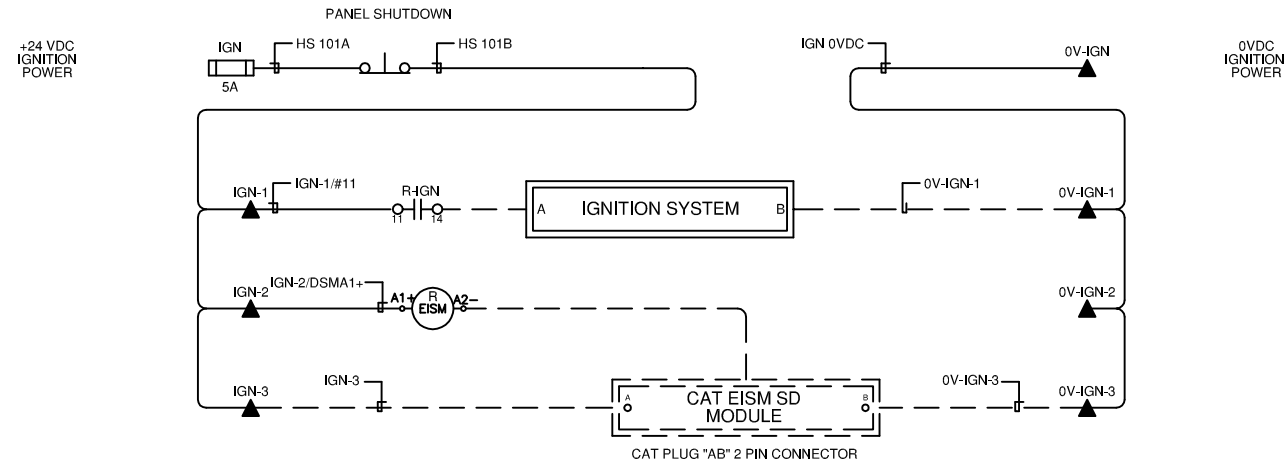 PANEL SHUTDOWN
+24 VDC
IGNITION
POWER
IGN
5A
HS 101A
HS 101B
IGN 0VDC
0V-IGN
0VDC
IGNITION
POWER
IGN-1
IGN-1/#11
R-IGN
11
14
A
IGNITION SYSTEM
B
0V-IGN-1
0V-IGN-1
IGN-2
IGN-2/DSMA1+
A1+
R
EISM
A2-
0V-IGN-2
IGN-3
IGN-3
A
CAT EISM SD
MODULE
B
0V-IGN-3
0V-IGN-3
CAT PLUG "AB" 2 PIN CONNECTOR